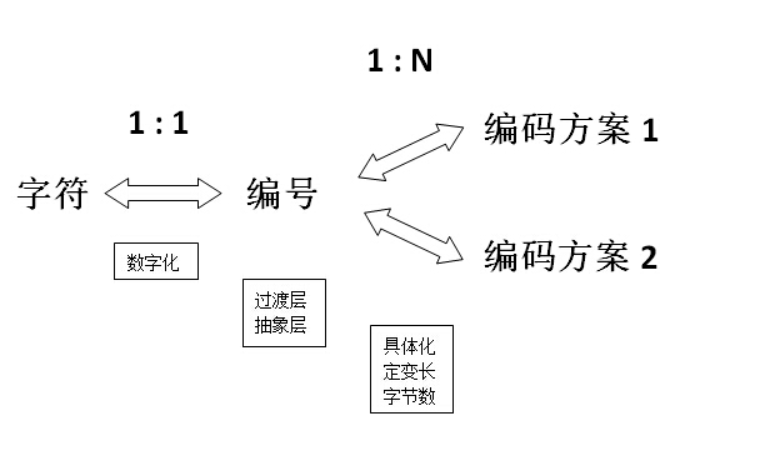 1 : N
1 : 1
编码方案 1
字符
编号
数字化
编码方案 2
过渡层
抽象层
具体化
定变长
字节数